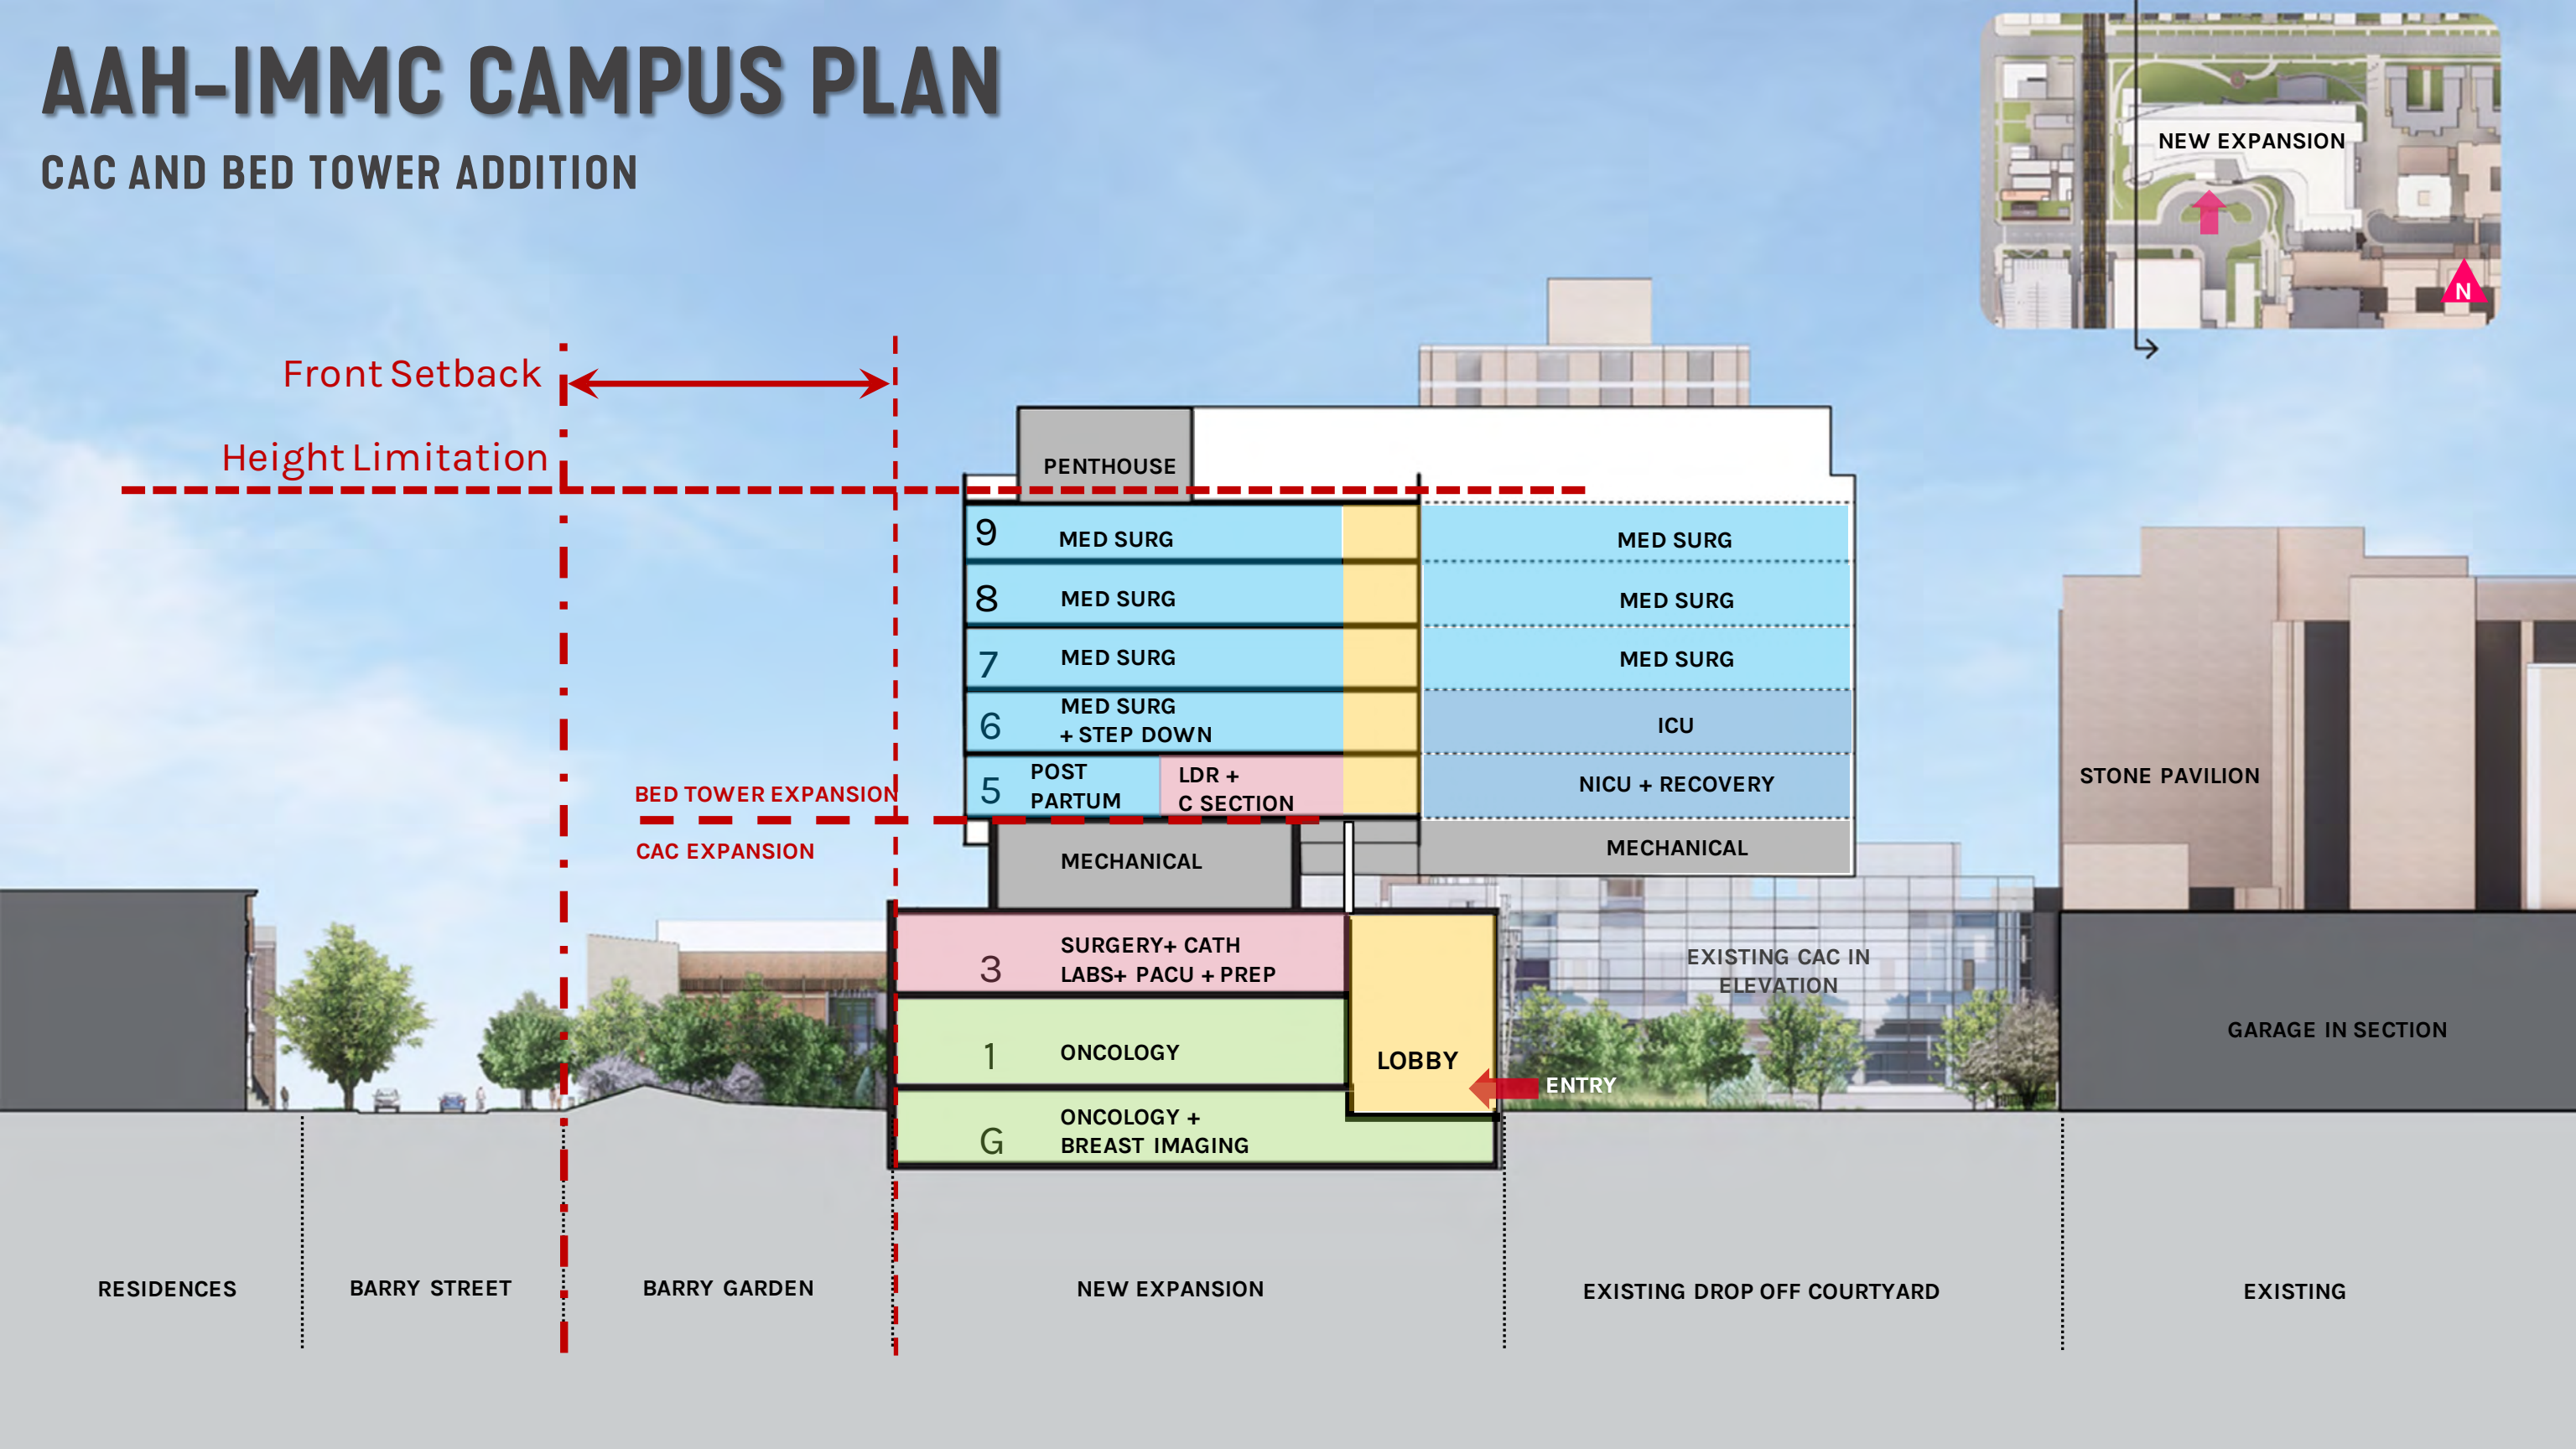 AAH-IMMC CAMPUS PLAN
CAC AND BED TOWER ADDITION
NEW EXPANSION
N
Front Setback
Height Limitation
PENTHOUSE
9
MED SURG
MED SURG
8
MED SURG
MED SURG
7
MED SURG
MED SURG
6
MED SURG
+ STEP DOWN
ICU
5
POST
PARTUM
LDR +
C SECTION
NICU + RECOVERY
STONE PAVILION
BED TOWER EXPANSION
CAC EXPANSION
MECHANICAL
MECHANICAL
3
SURGERY+ CATH
LABS+ PACU + PREP
EXISTING CAC IN
ELEVATION
1
ONCOLOGY
LOBBY
ENTRY
GARAGE IN SECTION
G
ONCOLOGY +
BREAST IMAGING
RESIDENCES
BARRY STREET
BARRY GARDEN
NEW EXPANSION
EXISTING DROP OFF COURTYARD
EXISTING